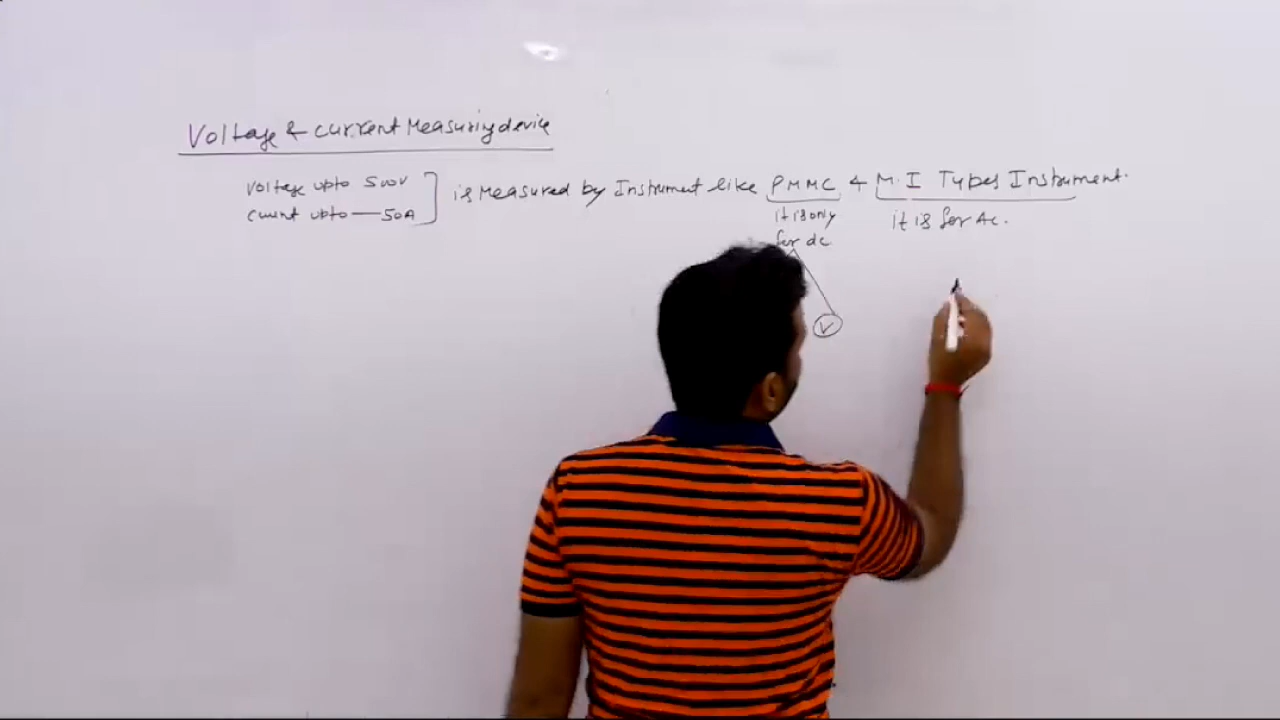 Voltage & current Measuring device
Voltage upto 500V is Measured by Instrument like PMMC & M.I Types Instrument.
Current upto — 50A
it is only
for dc
it is for Ac.
V